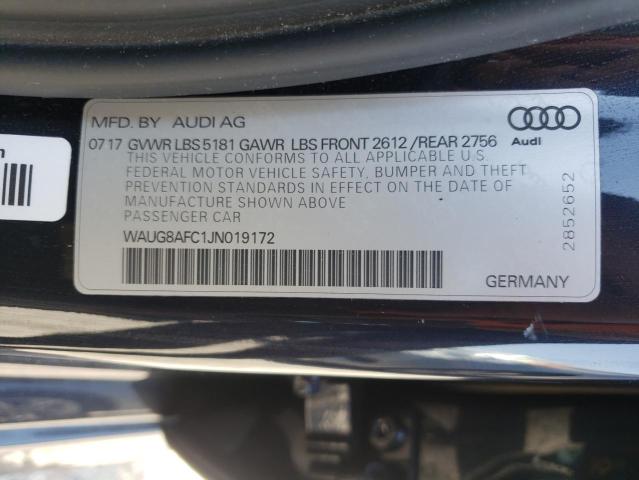 MFD. BY AUDI AG
07 17 GVWR LBS 5181 GAWR LBS FRONT 2612 /REAR 2756
Audi
THIS VEHICLE CONFORMS TO ALL APPLICABLE U.S.
FEDERAL MOTOR VEHICLE SAFETY, BUMPER AND THEFT
PREVENTION STANDARDS IN EFFECT ON THE DATE OF
MANUFACTURE SHOWN ABOVE
PASSENGER CAR
WAUG8AFC1JN019172
GERMANY
2852652